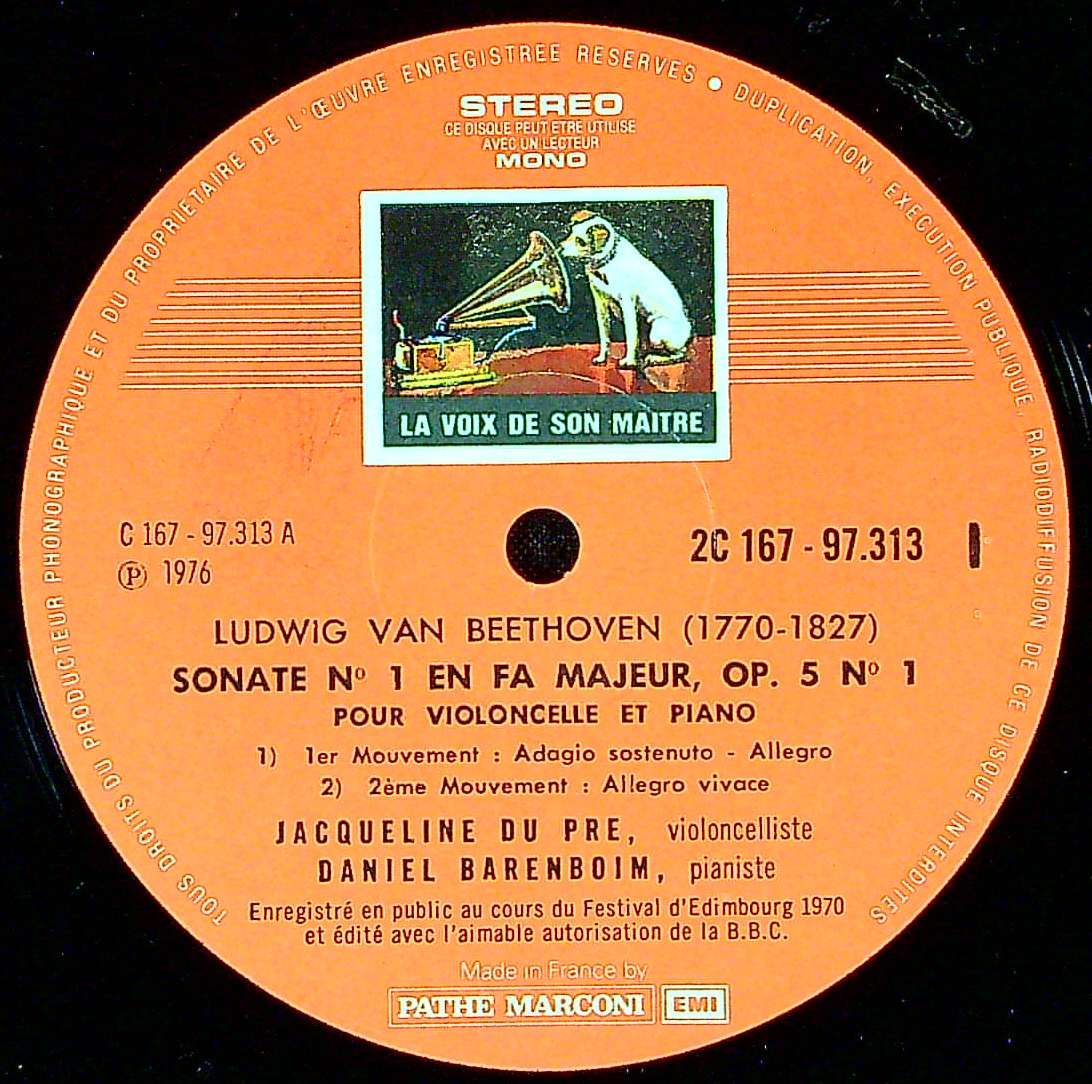 TOUS DROITS DU PRODUCTEUR PHONOGRAPHIQUE ET DU PROPRIETAIRE DE L'ŒUVRE ENREGISTREE RESERVES • DUPLICATION, EXECUTION PUBLIQUE, RADIODIFFUSION DE CE DISQUE INTERDITES
STEREO
CE DISQUE PEUT ETRE UTILISE
AVEC UN LECTEUR
MONO
LA VOIX DE SON MAITRE
C 167 - 97.313 A
℗ 1976
2C 167 - 97.313 I
LUDWIG VAN BEETHOVEN (1770-1827)
SONATE Nº 1 EN FA MAJEUR, OP. 5 Nº 1
POUR VIOLONCELLE ET PIANO
1) 1er Mouvement : Adagio sostenuto - Allegro
2) 2ème Mouvement : Allegro vivace
JACQUELINE DU PRE, violoncelliste
DANIEL BARENBOIM, pianiste
Enregistré en public au cours du Festival d'Edimbourg 1970
et édité avec l'aimable autorisation de la B.B.C.
Made in France by
PATHE MARCONI EMI